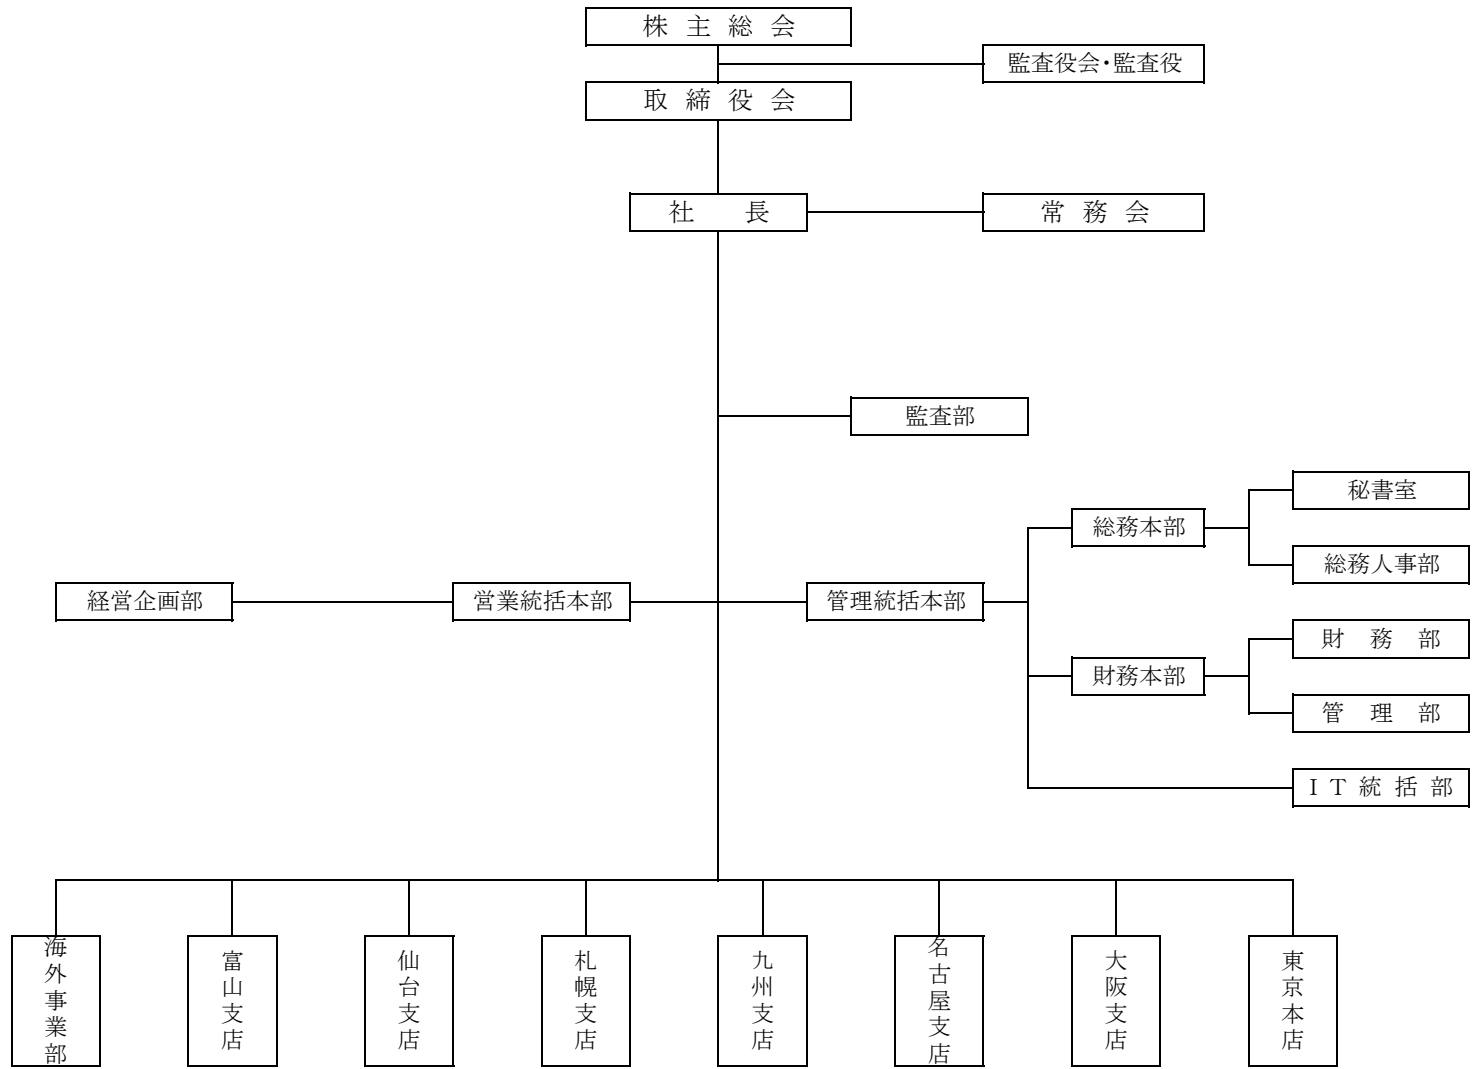 株主総会
監査役会・監査役
取締役会
社長
常務会
監査部
秘書室
総務本部
総務人事部
経営企画部
営業統括本部
管理統括本部
財務部
財務本部
管理部
IT統括部
海外事業部
富山支店
仙台支店
札幌支店
九州支店
名古屋支店
大阪支店
東京本店